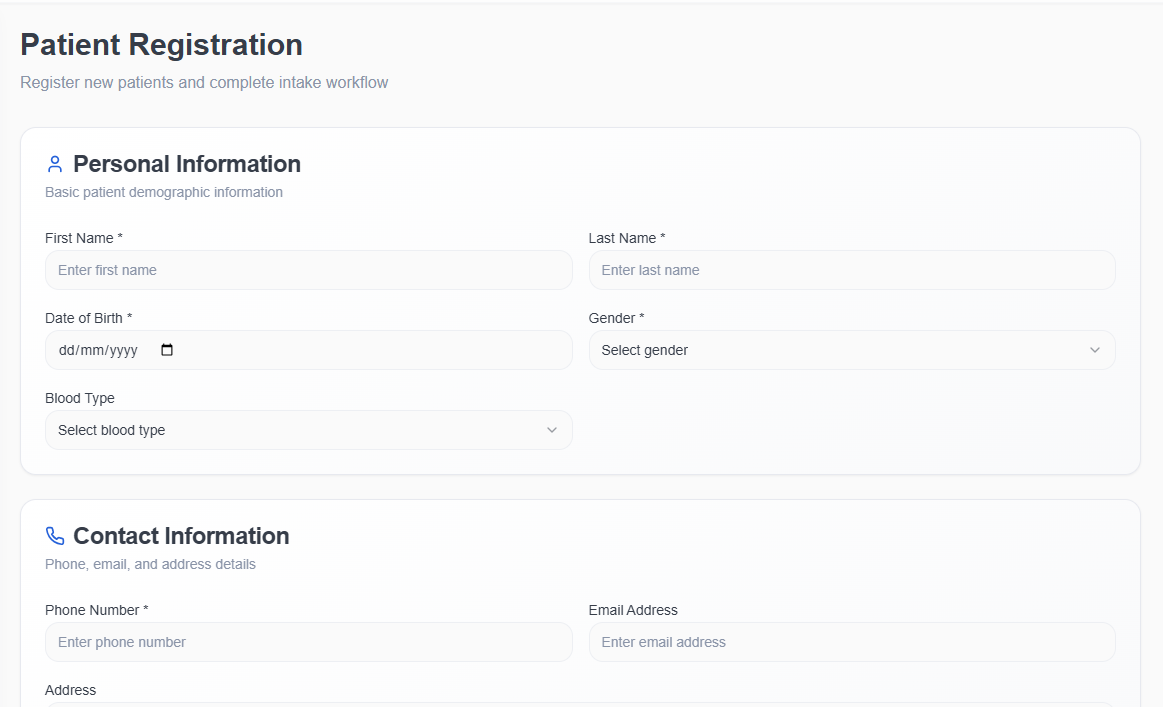 Patient Registration
Register new patients and complete intake workflow
Personal Information
Basic patient demographic information
First Name *
Last Name *
Enter first name
Enter last name
Date of Birth *
Gender *
dd/mm/yyyy
Select gender
Blood Type
Select blood type
Contact Information
Phone, email, and address details
Phone Number *
Email Address
Enter phone number
Enter email address
Address